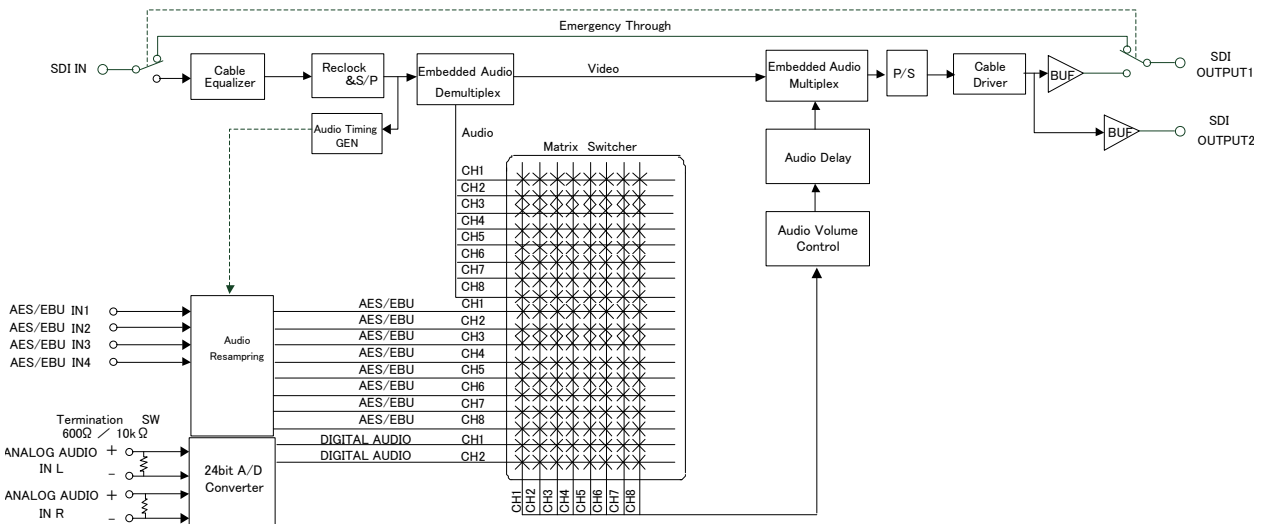 Emergency Through
SDI IN
Cable
Equalizer
Reclock
&S/P
Embedded Audio
Demultiplex
Video
Embedded Audio
Multiplex
P/S
Cable
Driver
BUF
SDI
OUTPUT1
BUF
SDI
OUTPUT2
Audio Timing
GEN
Audio
Audio Delay
Audio Volume
Control
Matrix Switcher
CH1
CH2
CH3
CH4
CH5
CH6
CH7
CH8
AES/EBU IN1
AES/EBU IN2
AES/EBU IN3
AES/EBU IN4
Audio
Resampring
AES/EBU CH1
AES/EBU CH2
AES/EBU CH3
AES/EBU CH4
AES/EBU CH5
AES/EBU CH6
AES/EBU CH7
AES/EBU CH8
Termination SW
600Ω / 10kΩ
ANALOG AUDIO +
IN L -
ANALOG AUDIO +
IN R -
24bit A/D
Converter
DIGITAL AUDIO CH1
DIGITAL AUDIO CH2
CH1
CH2
CH3
CH4
CH5
CH6
CH7
CH8